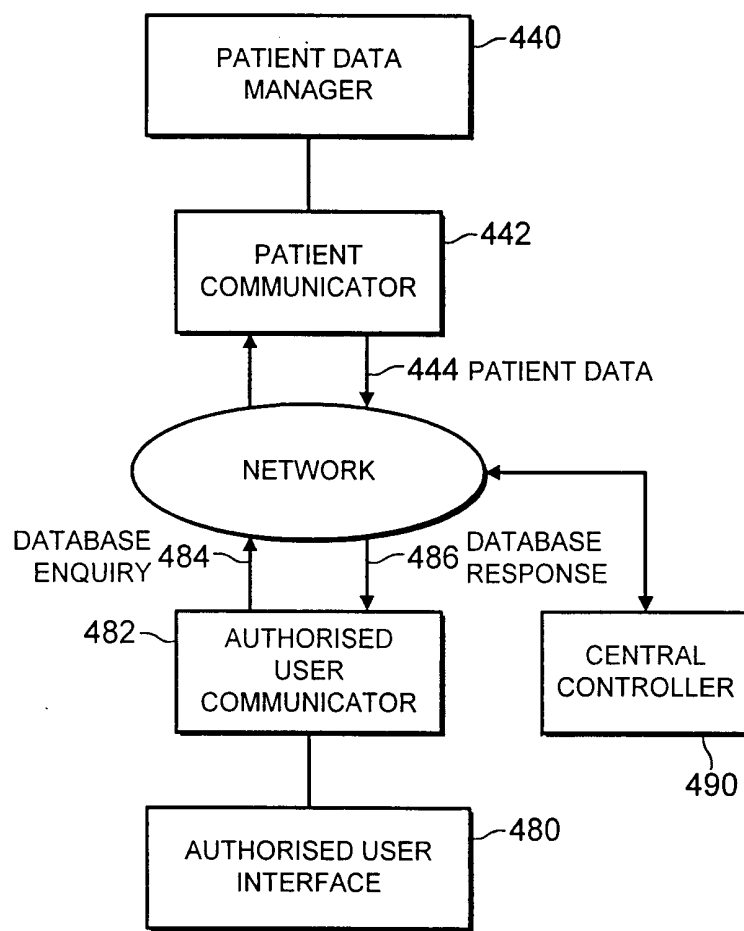 PATIENT DATA
MANAGER
440
PATIENT
COMMUNICATOR
442
444 PATIENT DATA
NETWORK
DATABASE
ENQUIRY
484
486
DATABASE
RESPONSE
482
AUTHORISED
USER
COMMUNICATOR
CENTRAL
CONTROLLER
490
AUTHORISED USER
INTERFACE
480